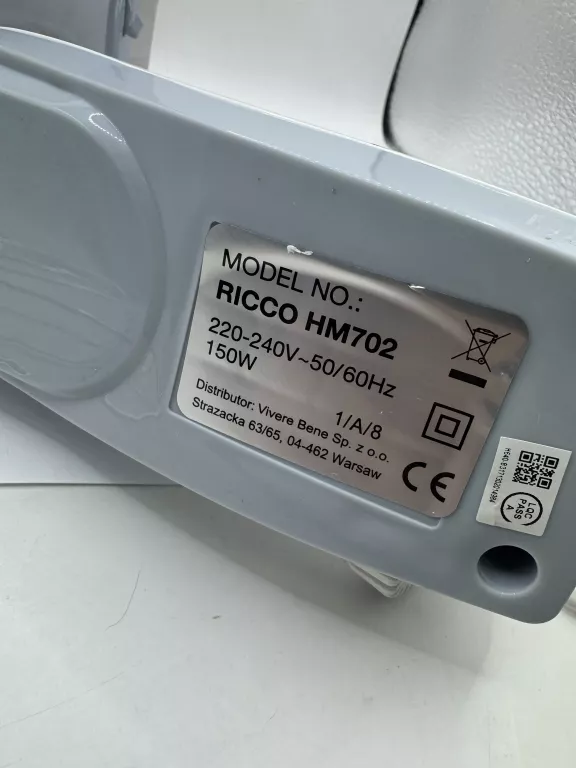 MODEL NO.:
RICCO HM702
220-240V~50/60Hz
150W
1/A/8
Distributor: Vivere Bene Sp. z o.o.
Strazacka 63/65, 04-462 Warsaw
CE
LQC
PASS
A